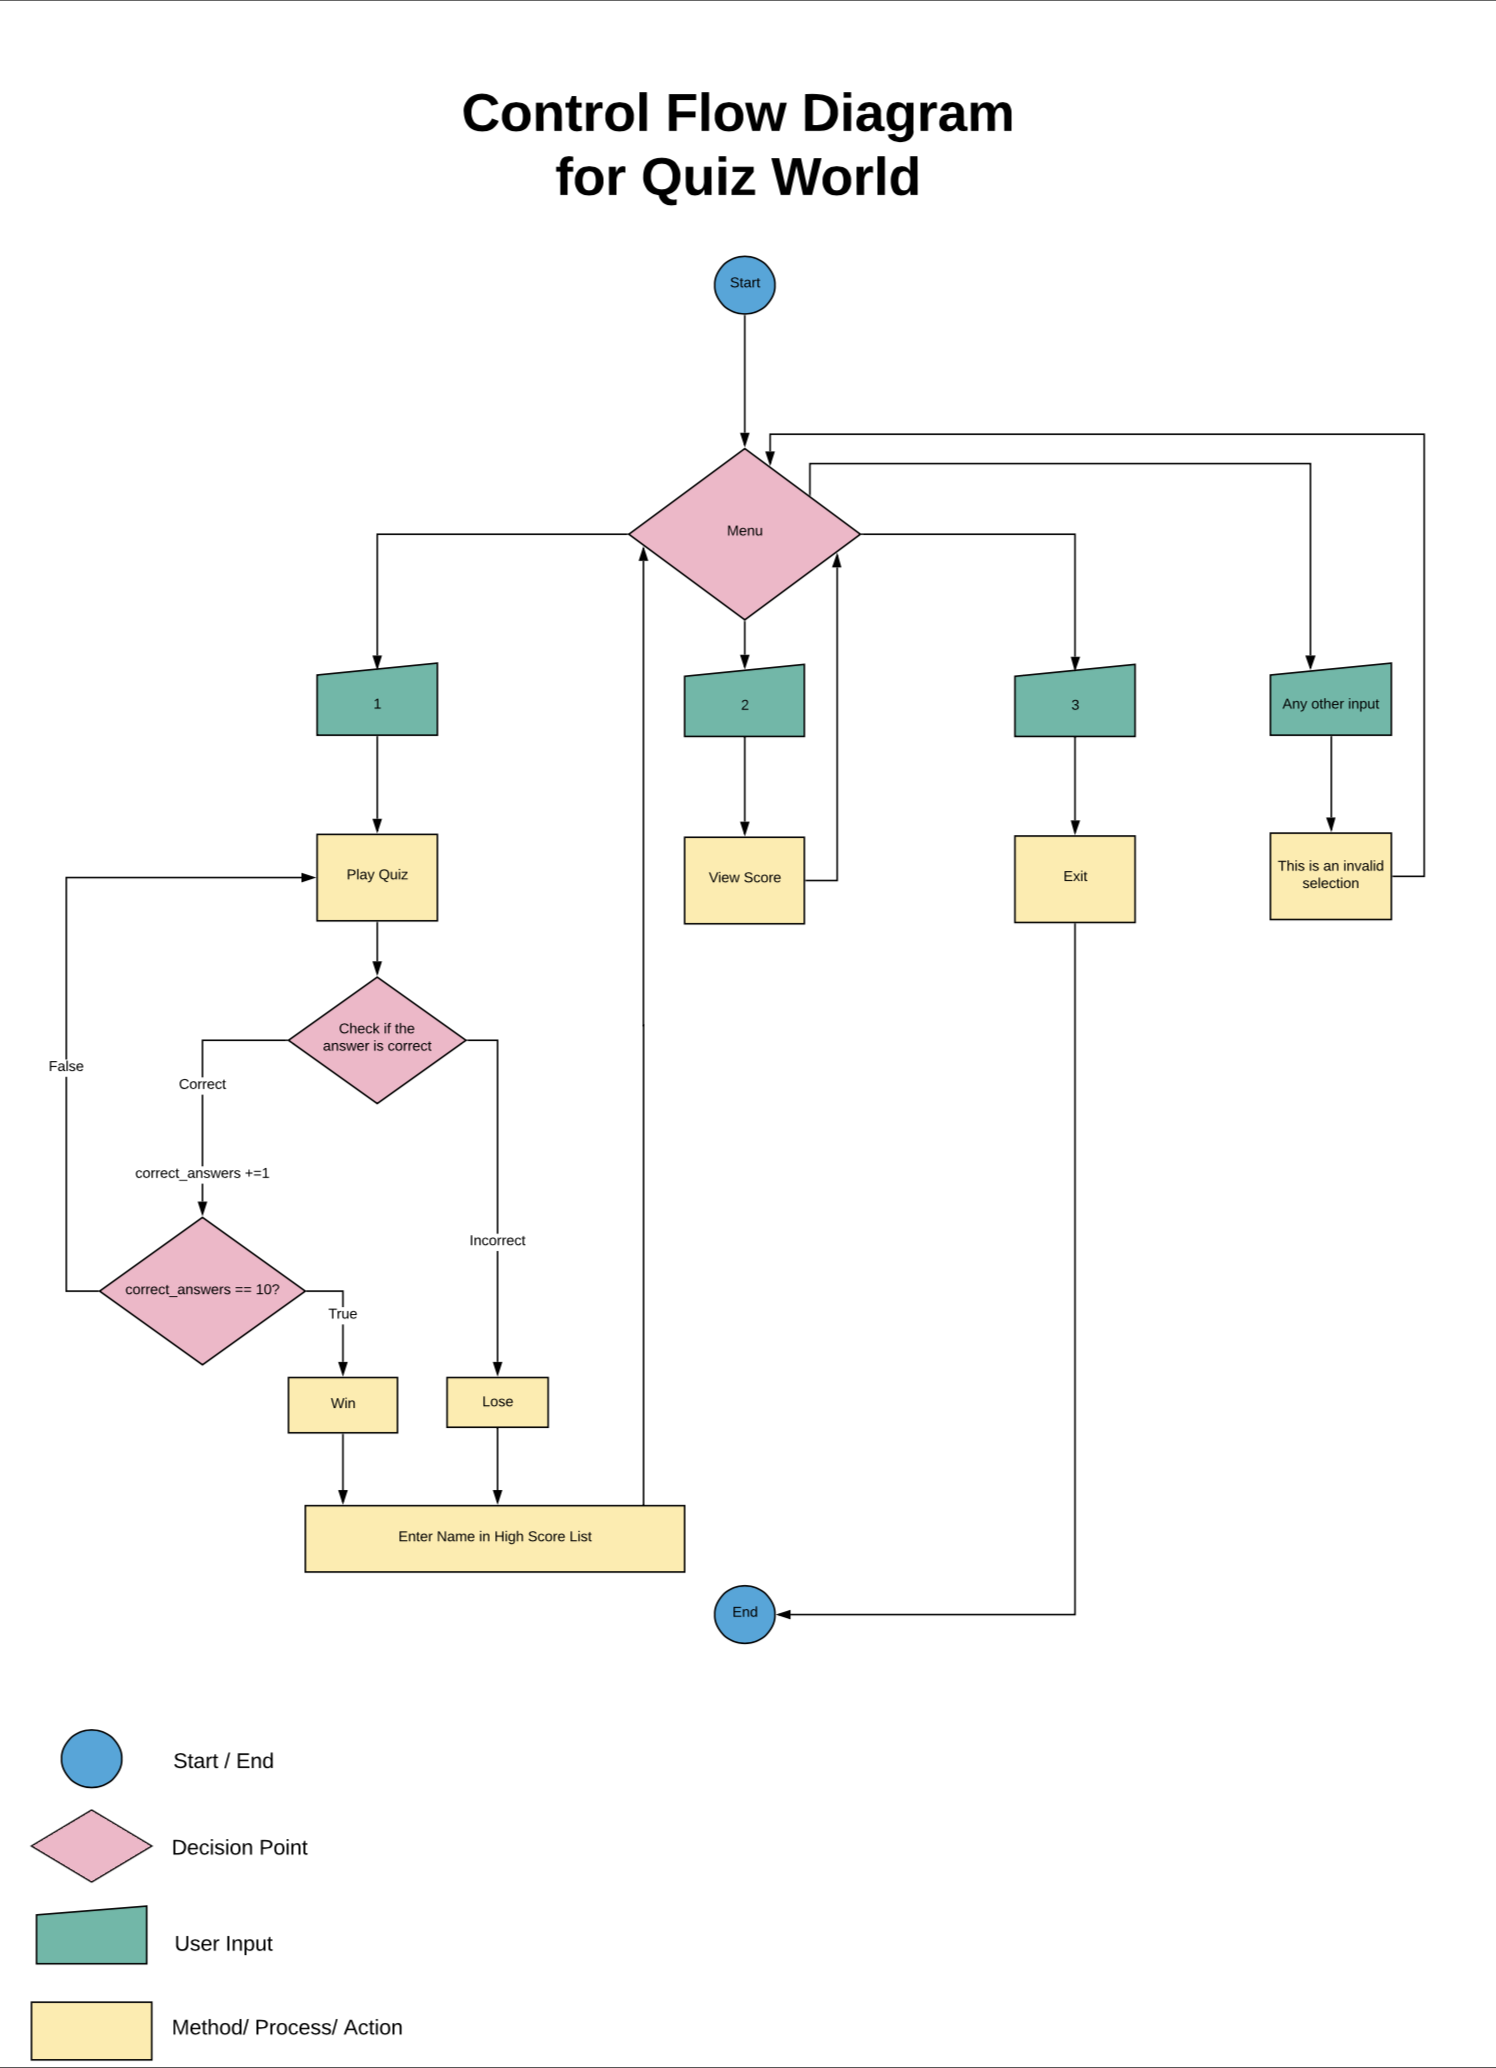 Control Flow Diagram
for Quiz World
Start
Menu
1
2
3
Any other input
Play Quiz
View Score
Exit
This is an invalid
selection
Check if the
answer is correct
False
Correct
correct_answers +=1
Incorrect
correct_answers == 10?
True
Win
Lose
Enter Name in High Score List
End
Start / End
Decision Point
User Input
Method/ Process/ Action